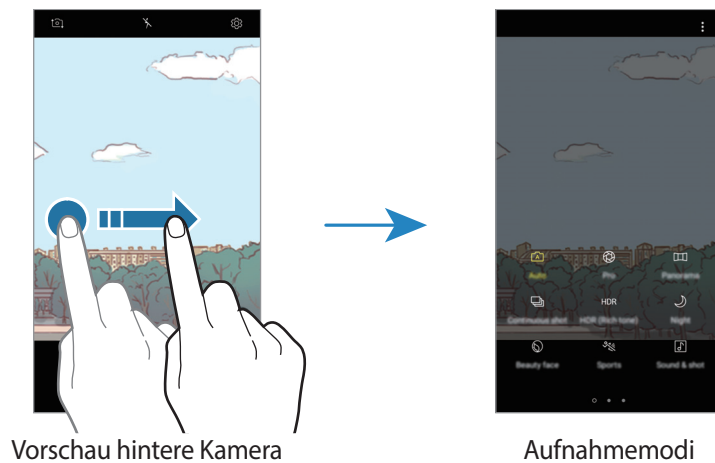 Auto Pro Panorama
HDR
Continuous shot HDR (Rich tone) Night
Beauty face Sports Sound & shot
Vorschau hintere Kamera Aufnahmemodi